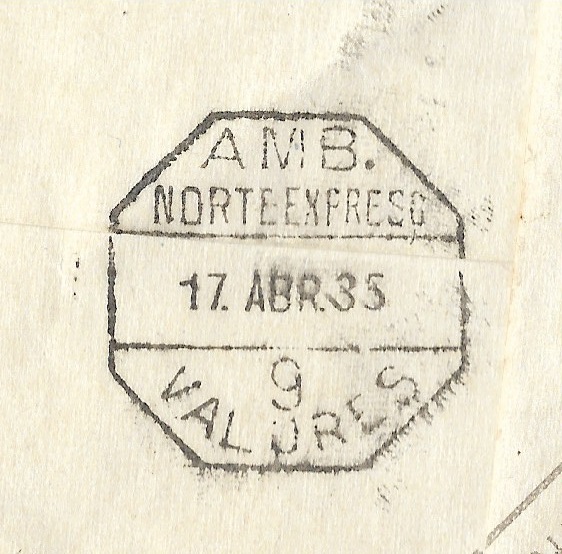 AMB.
NORTE EXPRESO
17. ABR. 35
9
VALORES